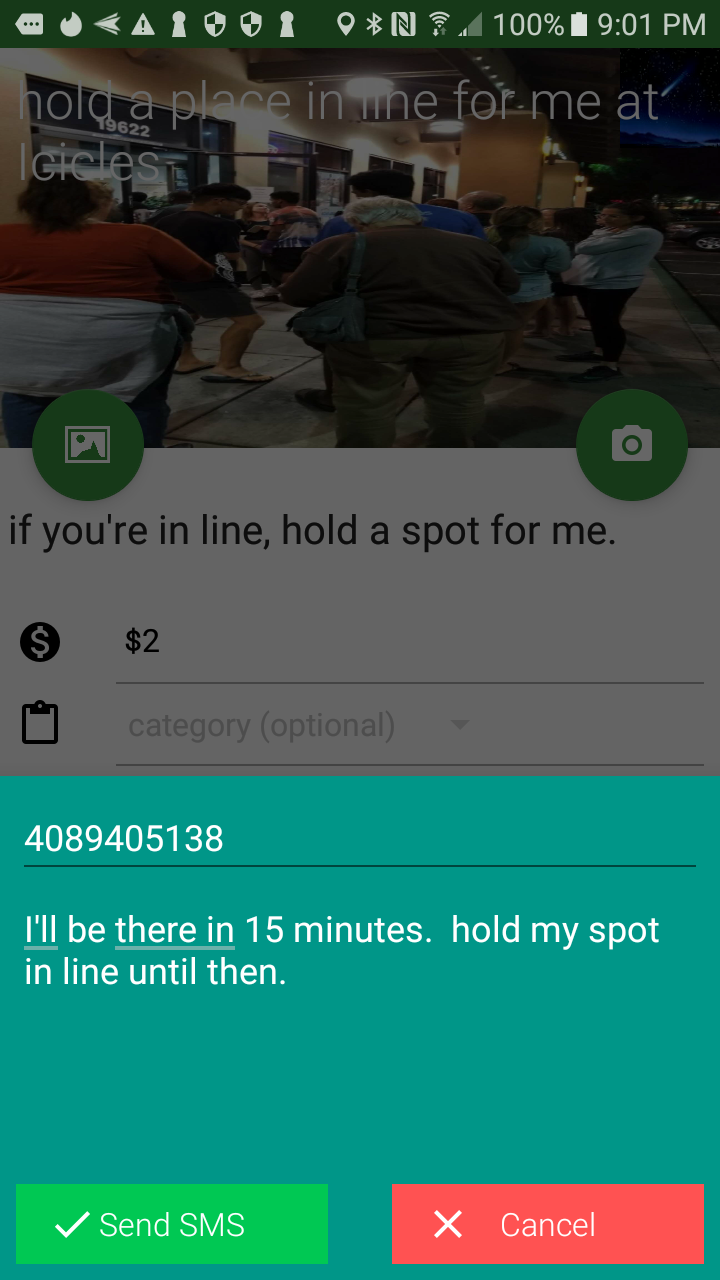 100% 9:01 PM
hold a place in line for me at
Icicles
19622
if you're in line, hold a spot for me.
$2
category (optional)
4089405138
I'll be there in 15 minutes.  hold my spot
in line until then.
Send SMS
Cancel